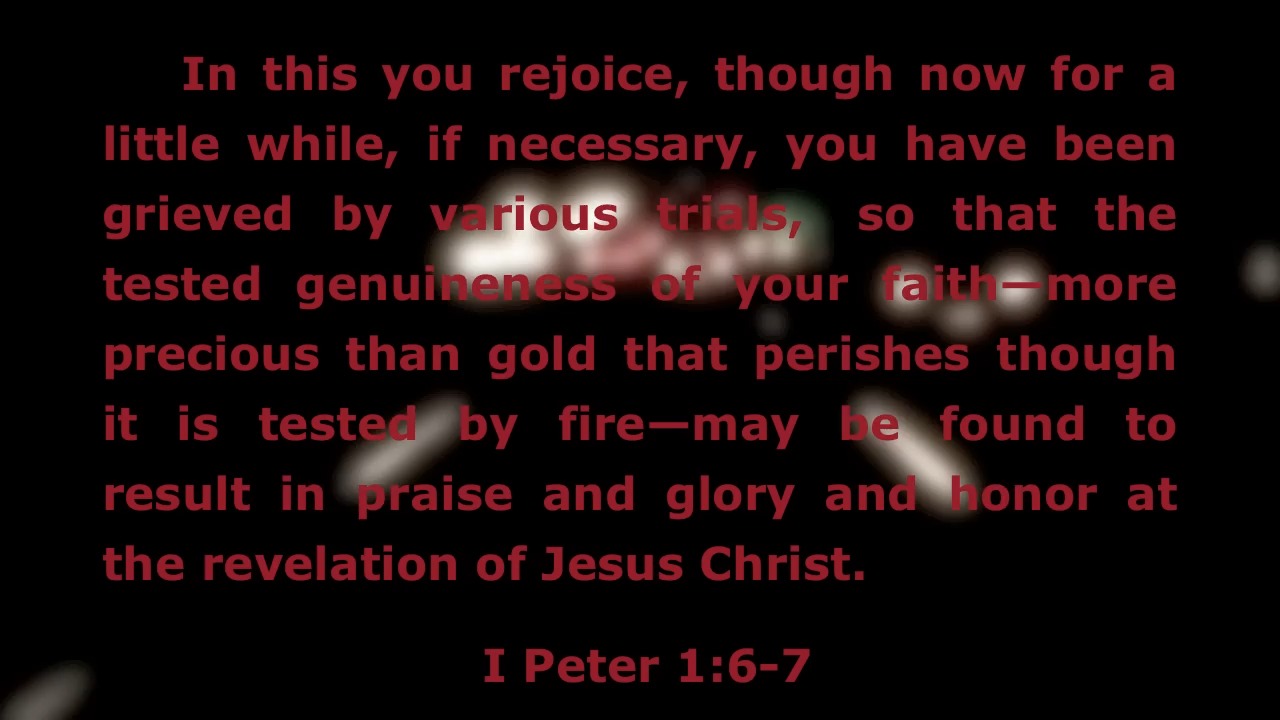 In this you rejoice, though now for a
little while, if necessary, you have been
grieved by various trials, so that the
tested genuineness of your faith—more
precious than gold that perishes though
it is tested by fire—may be found to
result in praise and glory and honor at
the revelation of Jesus Christ.
I Peter 1:6-7